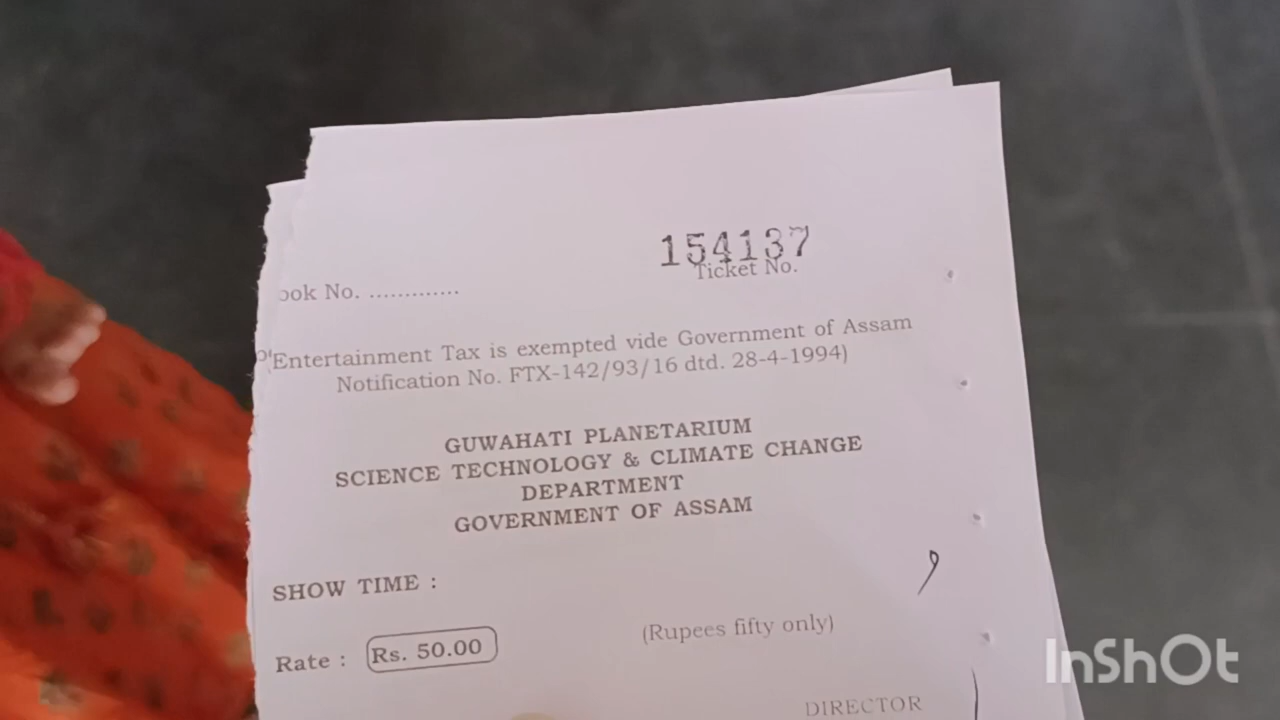 154137
Ticket No.
ook No. .............
(Entertainment Tax is exempted vide Government of Assam
Notification No. FTX-142/93/16 dtd. 28-4-1994)
GUWAHATI PLANETARIUM
SCIENCE TECHNOLOGY & CLIMATE CHANGE
DEPARTMENT
GOVERNMENT OF ASSAM
SHOW TIME :
Rate : Rs. 50.00 (Rupees fifty only)
DIRECTOR
InShOt